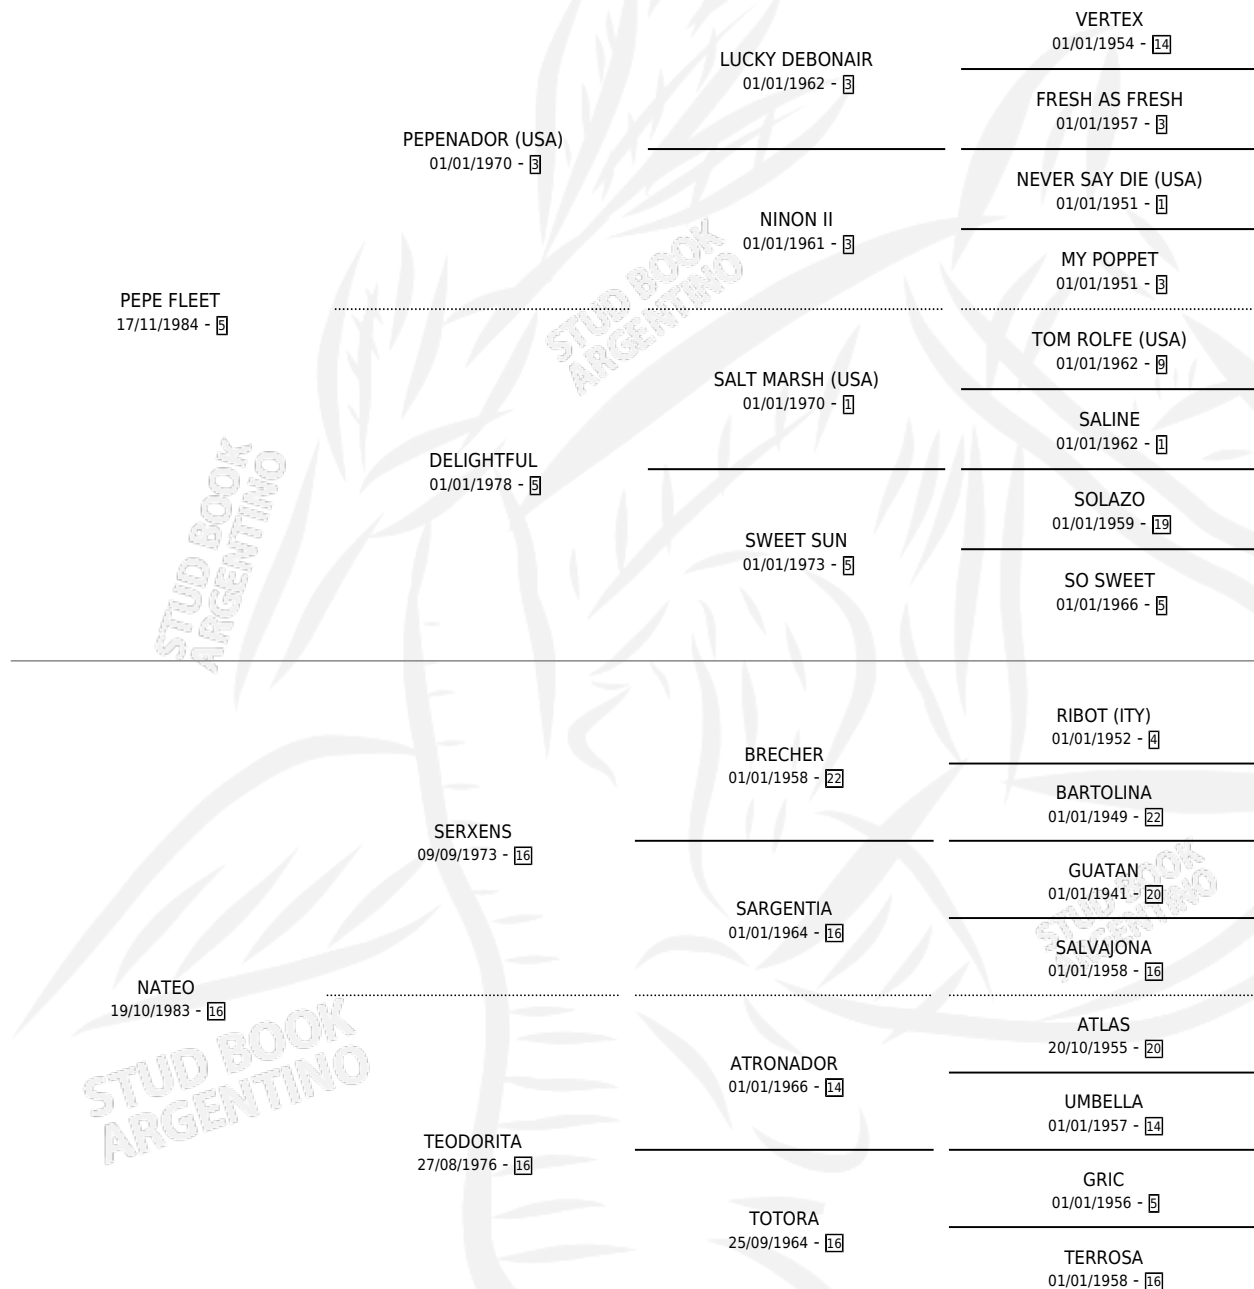 VERTEX
01/01/1954 - 14
LUCKY DEBONAIR
01/01/1962 - 3
FRESH AS FRESH
01/01/1957 - 3
PEPENADOR (USA)
01/01/1970 - 3
NEVER SAY DIE (USA)
01/01/1951 - 1
NINON II
01/01/1961 - 3
MY POPPET
01/01/1951 - 3
PEPE FLEET
17/11/1984 - 5
STUD BOOK
ARGENTINO
TOM ROLFE (USA)
01/01/1962 - 9
SALT MARSH (USA)
01/01/1970 - 1
SALINE
01/01/1962 - 1
DELIGHTFUL
01/01/1978 - 5
SOLAZO
01/01/1959 - 19
SWEET SUN
01/01/1973 - 5
SO SWEET
01/01/1966 - 5
STUD BOOK
ARGENTINO
RIBOT (ITY)
01/01/1952 - 4
BRECHER
01/01/1958 - 22
BARTOLINA
01/01/1949 - 22
SERXENS
09/09/1973 - 16
GUATAN
01/01/1941 - 20
SARGENTIA
01/01/1964 - 16
STUD BOOK
ARGENTINO
SALVAJONA
01/01/1958 - 16
NATEO
19/10/1983 - 16
ATLAS
20/10/1955 - 20
STUD BOOK
ARGENTINO
ATRONADOR
01/01/1966 - 14
UMBELLA
01/01/1957 - 14
TEODORITA
27/08/1976 - 16
GRIC
01/01/1956 - 5
TOTORA
25/09/1964 - 16
TERROSA
01/01/1958 - 16